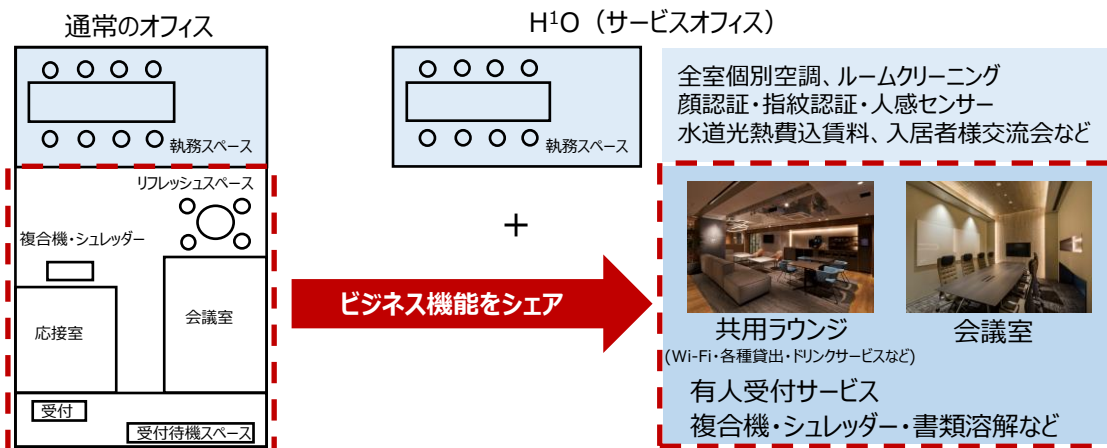 通常のオフィス
執務スペース
リフレッシュスペース
複合機・シュレッダー
応接室
会議室
受付
受付待機スペース
ビジネス機能をシェア
H¹O（サービスオフィス）
執務スペース
＋
全室個別空調、ルームクリーニング
顔認証・指紋認証・人感センサー
水道光熱費込賃料、入居者様交流会など
共用ラウンジ
(Wi-Fi・各種貸出・ドリンクサービスなど)
会議室
有人受付サービス
複合機・シュレッダー・書類溶解など